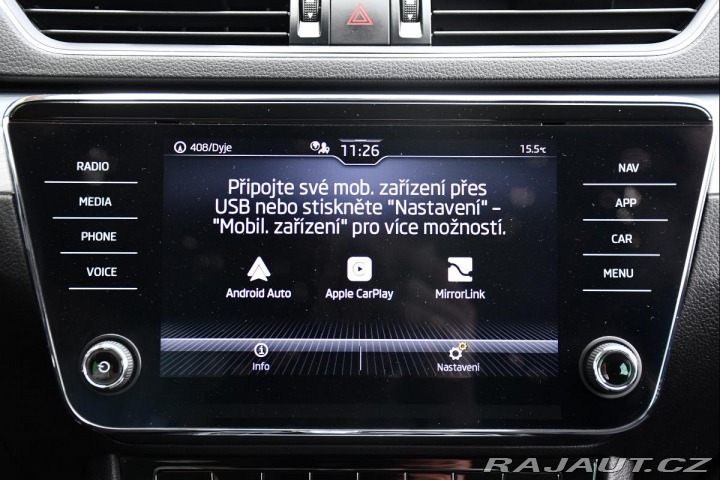 408/Dyje
11:26
15.5°C
RADIO
MEDIA
PHONE
VOICE
Připojte své mob. zařízení přes
USB nebo stiskněte "Nastavení" –
"Mobil. zařízení" pro více možností.
Android Auto
Apple CarPlay
MirrorLink
Info
Nastavení
NAV
APP
CAR
MENU
RAJAUT.CZ